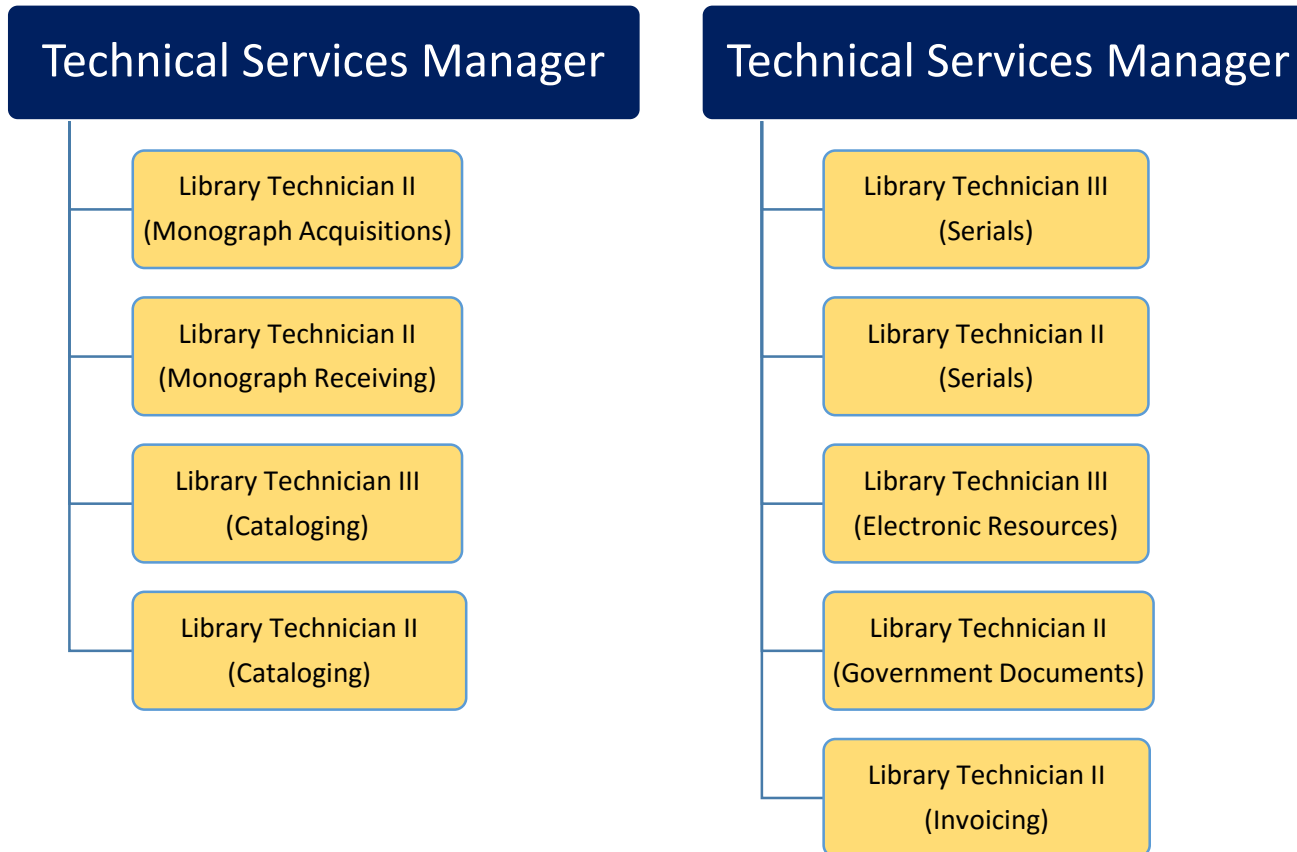 Technical Services Manager
Library Technician II
(Monograph Acquisitions)
Library Technician II
(Monograph Receiving)
Library Technician III
(Cataloging)
Library Technician II
(Cataloging)
Technical Services Manager
Library Technician III
(Serials)
Library Technician II
(Serials)
Library Technician III
(Electronic Resources)
Library Technician II
(Government Documents)
Library Technician II
(Invoicing)